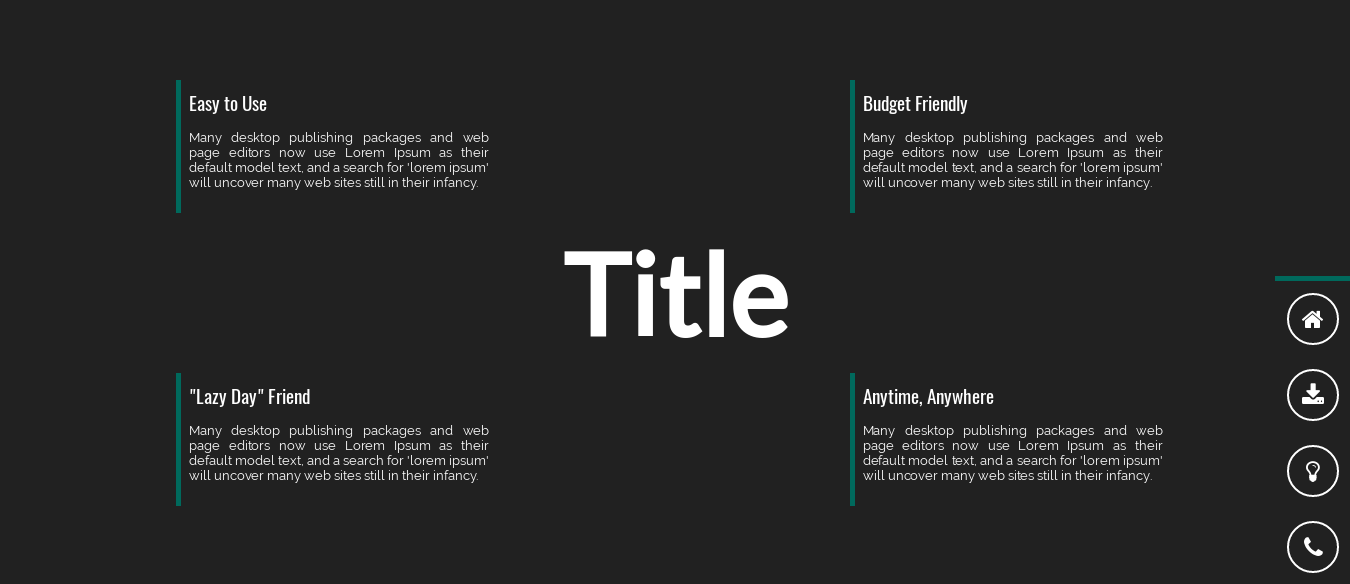 Easy to Use
Many desktop publishing packages and web
page editors now use Lorem Ipsum as their
default model text, and a search for 'lorem ipsum'
will uncover many web sites still in their infancy.
Budget Friendly
Many desktop publishing packages and web
page editors now use Lorem Ipsum as their
default model text, and a search for 'lorem ipsum'
will uncover many web sites still in their infancy.
Title
"Lazy Day" Friend
Many desktop publishing packages and web
page editors now use Lorem Ipsum as their
default model text, and a search for 'lorem ipsum'
will uncover many web sites still in their infancy.
Anytime, Anywhere
Many desktop publishing packages and web
page editors now use Lorem Ipsum as their
default model text, and a search for 'lorem ipsum'
will uncover many web sites still in their infancy.